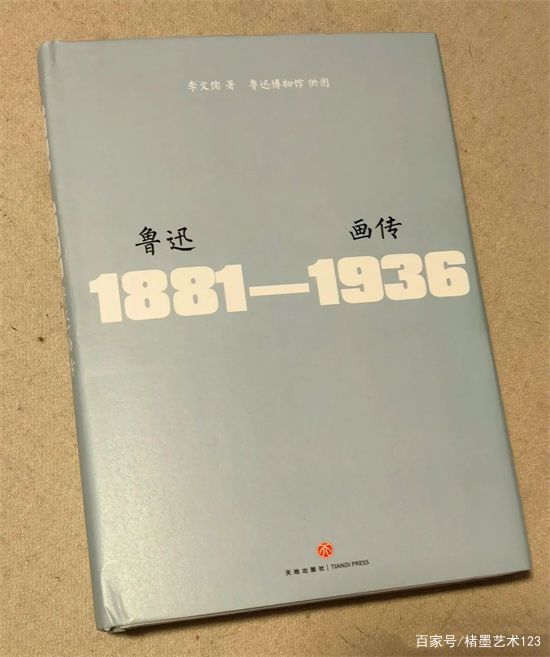 李文儒 著 鲁迅博物馆 供图
鲁迅 画传
1881—1936
天地出版社 | TIANDI PRESS
百家号/楮墨艺术123